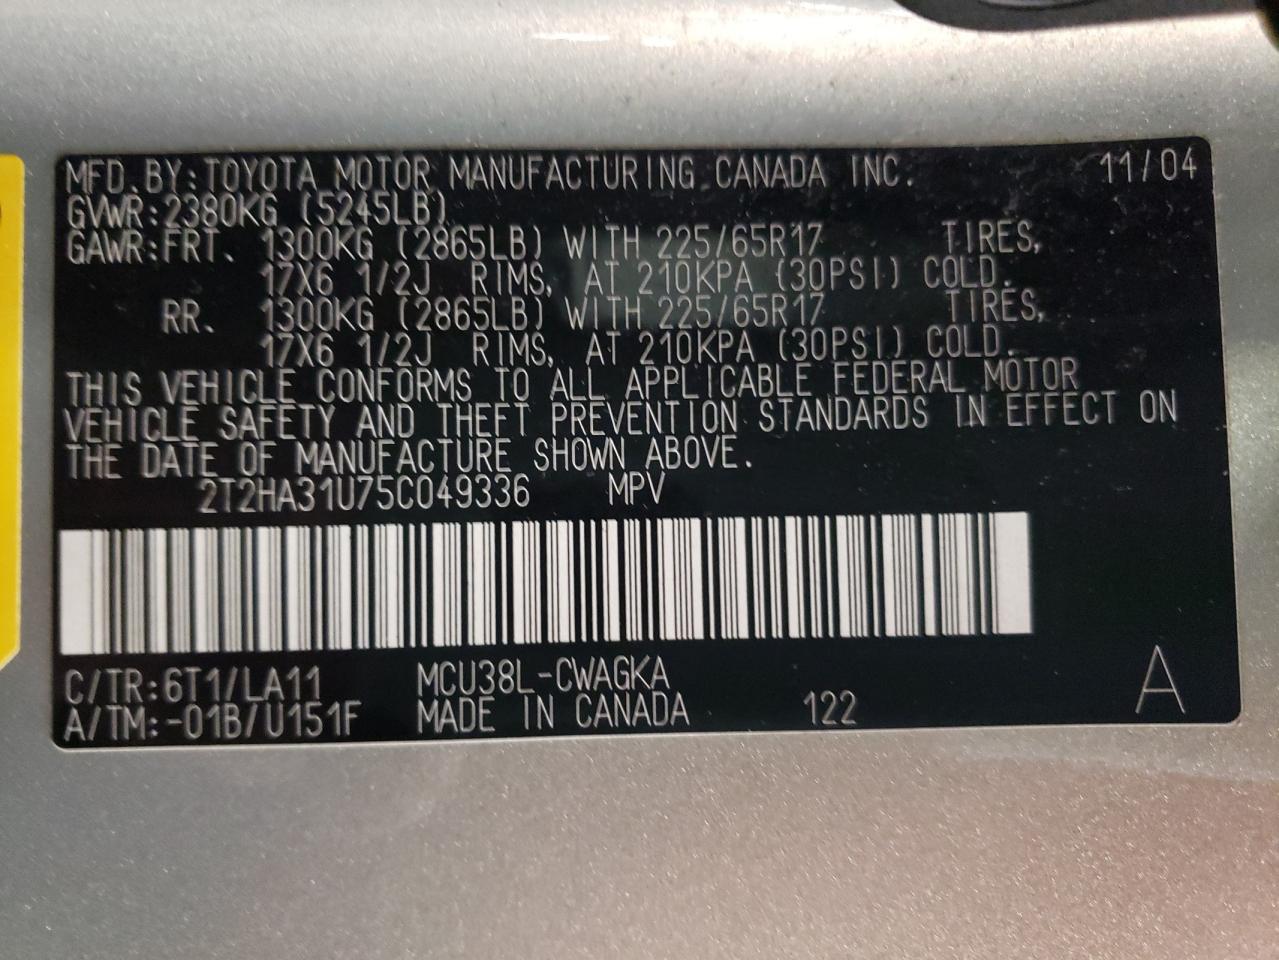 MFD.BY:TOYOTA MOTOR MANUFACTURING CANADA INC. 11/04
GVWR:2380KG (5245LB)
GAWR:FRT. 1300KG (2865LB) WITH 225/65R17 TIRES,
17X6 1/2J RIMS, AT 210KPA (30PSI) COLD.
RR. 1300KG (2865LB) WITH 225/65R17 TIRES,
17X6 1/2J RIMS, AT 210KPA (30PSI) COLD.
THIS VEHICLE CONFORMS TO ALL APPLICABLE FEDERAL MOTOR
VEHICLE SAFETY AND THEFT PREVENTION STANDARDS IN EFFECT ON
THE DATE OF MANUFACTURE SHOWN ABOVE.
2T2HA31U75C049336 MPV
C/TR:6T1/LA11 MCU38L-CWAGKA
A/TM:-01B/U151F MADE IN CANADA 122 A